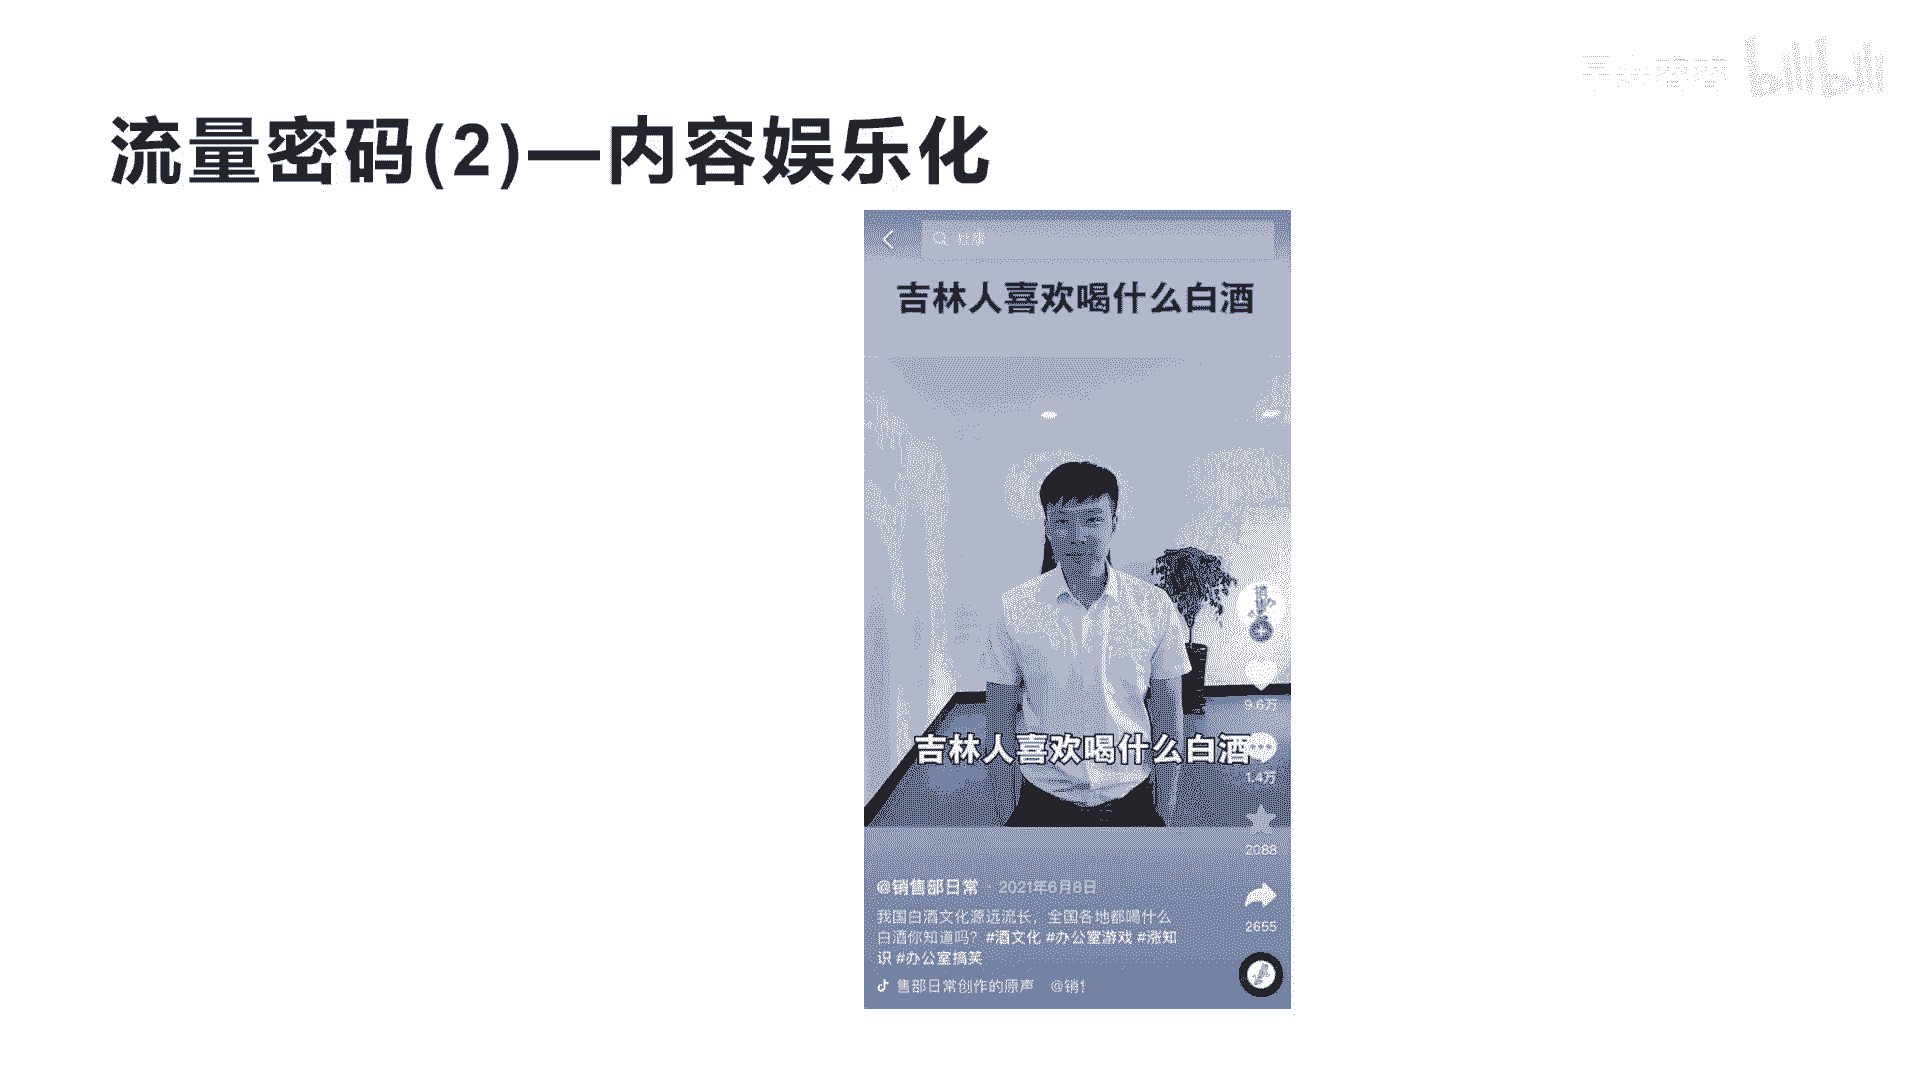 bilibili
流量密码(2)—内容娱乐化
杜康
吉林人喜欢喝什么白酒
9.6万
吉林人喜欢喝什么白酒
1.4万
2088
@销售部日常 · 2021年6月8日
我国白酒文化源远流长，全国各地都喝什么
白酒你知道吗？#酒文化 #办公室游戏 #涨知
识 #办公室搞笑
2655
售部日常创作的原声 @销售